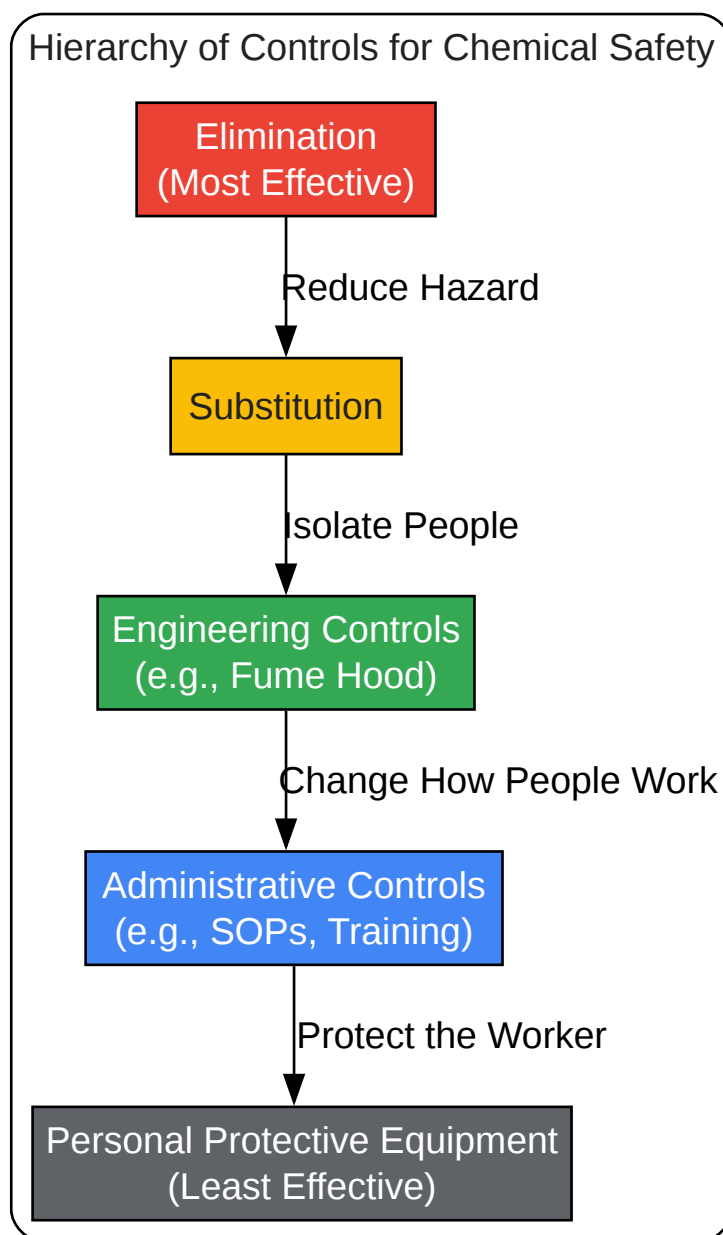 Hierarchy of Controls for Chemical Safety
Elimination
(Most Effective)
Reduce Hazard
Substitution
Isolate People
Engineering Controls
(e.g., Fume Hood)
Change How People Work
Administrative Controls
(e.g., SOPs, Training)
Protect the Worker
Personal Protective Equipment
(Least Effective)